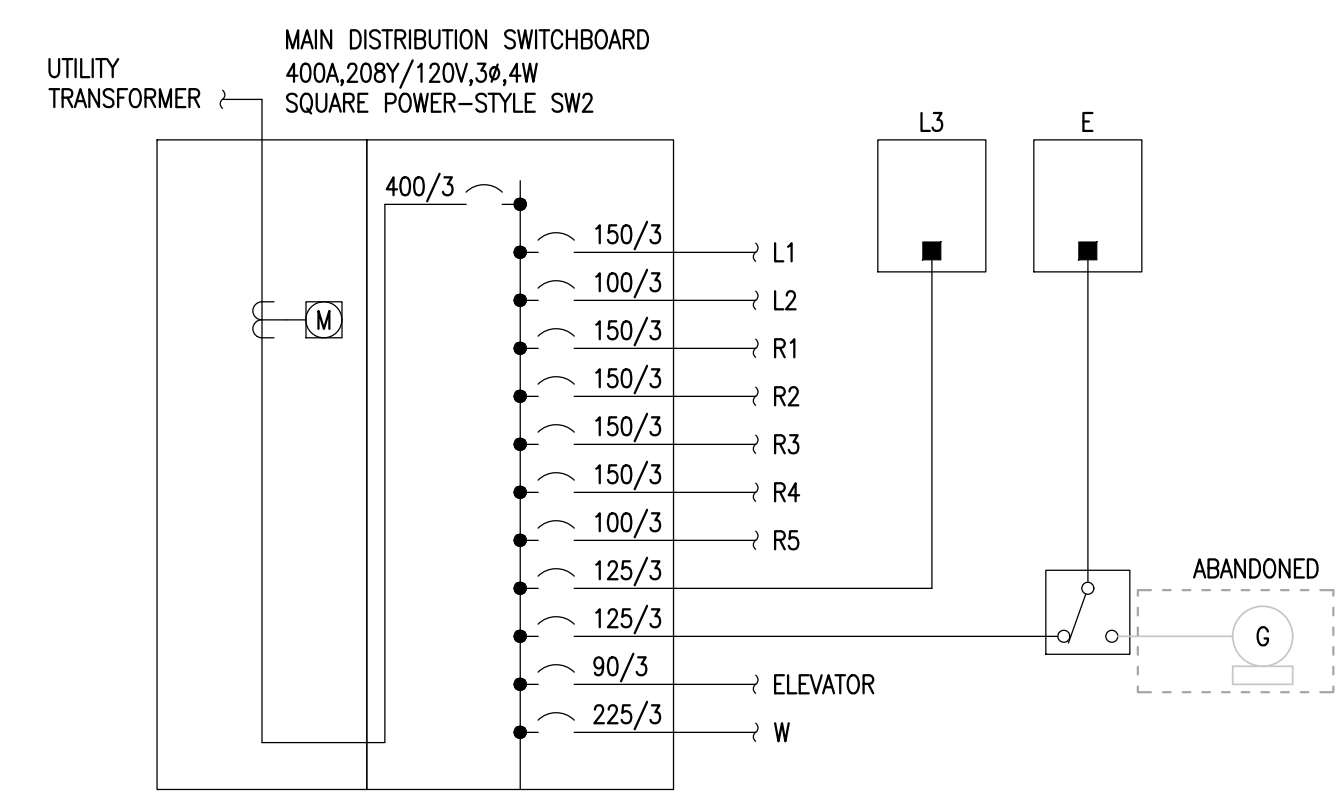 MAIN DISTRIBUTION SWITCHBOARD
400A,208Y/120V,3ø,4W
SQUARE POWER-STYLE SW2
UTILITY
TRANSFORMER
L3
E
400/3
150/3
L1
100/3
L2
M
150/3
R1
150/3
R2
150/3
R3
150/3
R4
100/3
R5
125/3
ABANDONED
125/3
G
90/3
ELEVATOR
225/3
W